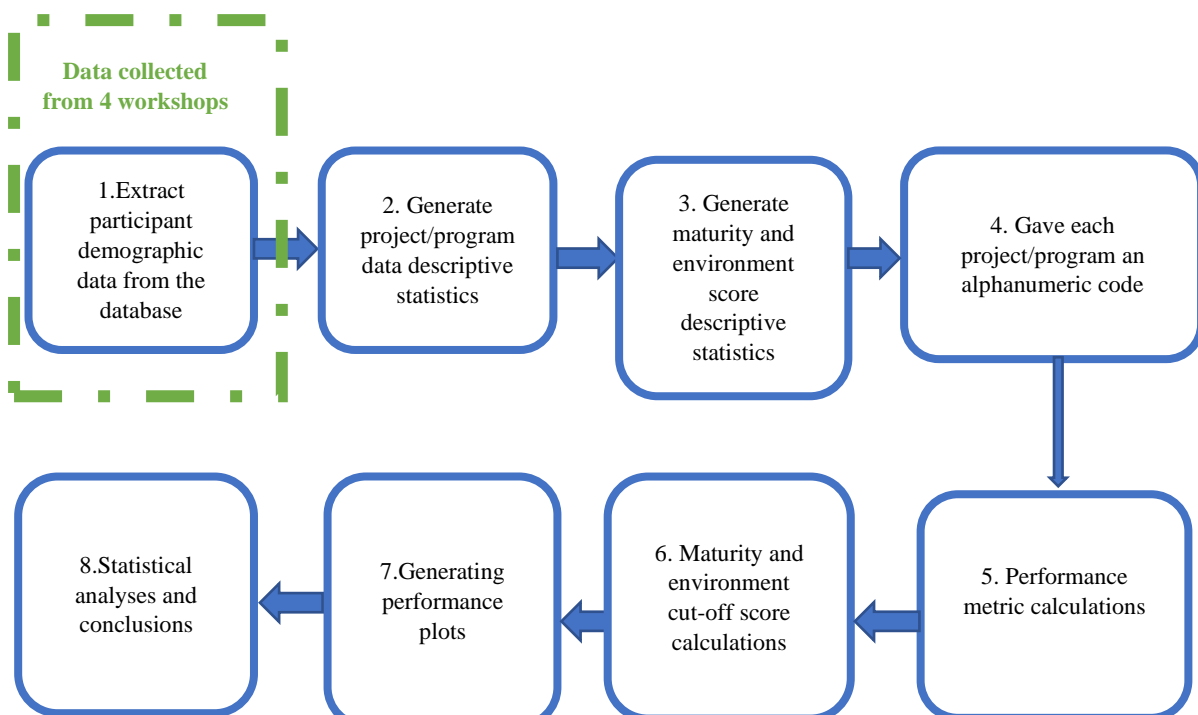 Data collected
from 4 workshops
1.Extract
participant
demographic
data from the
database
2. Generate
project/program
data descriptive
statistics
3. Generate
maturity and
environment
score
descriptive
statistics
4. Gave each
project/program an
alphanumeric code
5. Performance
metric calculations
6. Maturity and
environment
cut-off score
calculations
7.Generating
performance
plots
8.Statistical
analyses and
conclusions